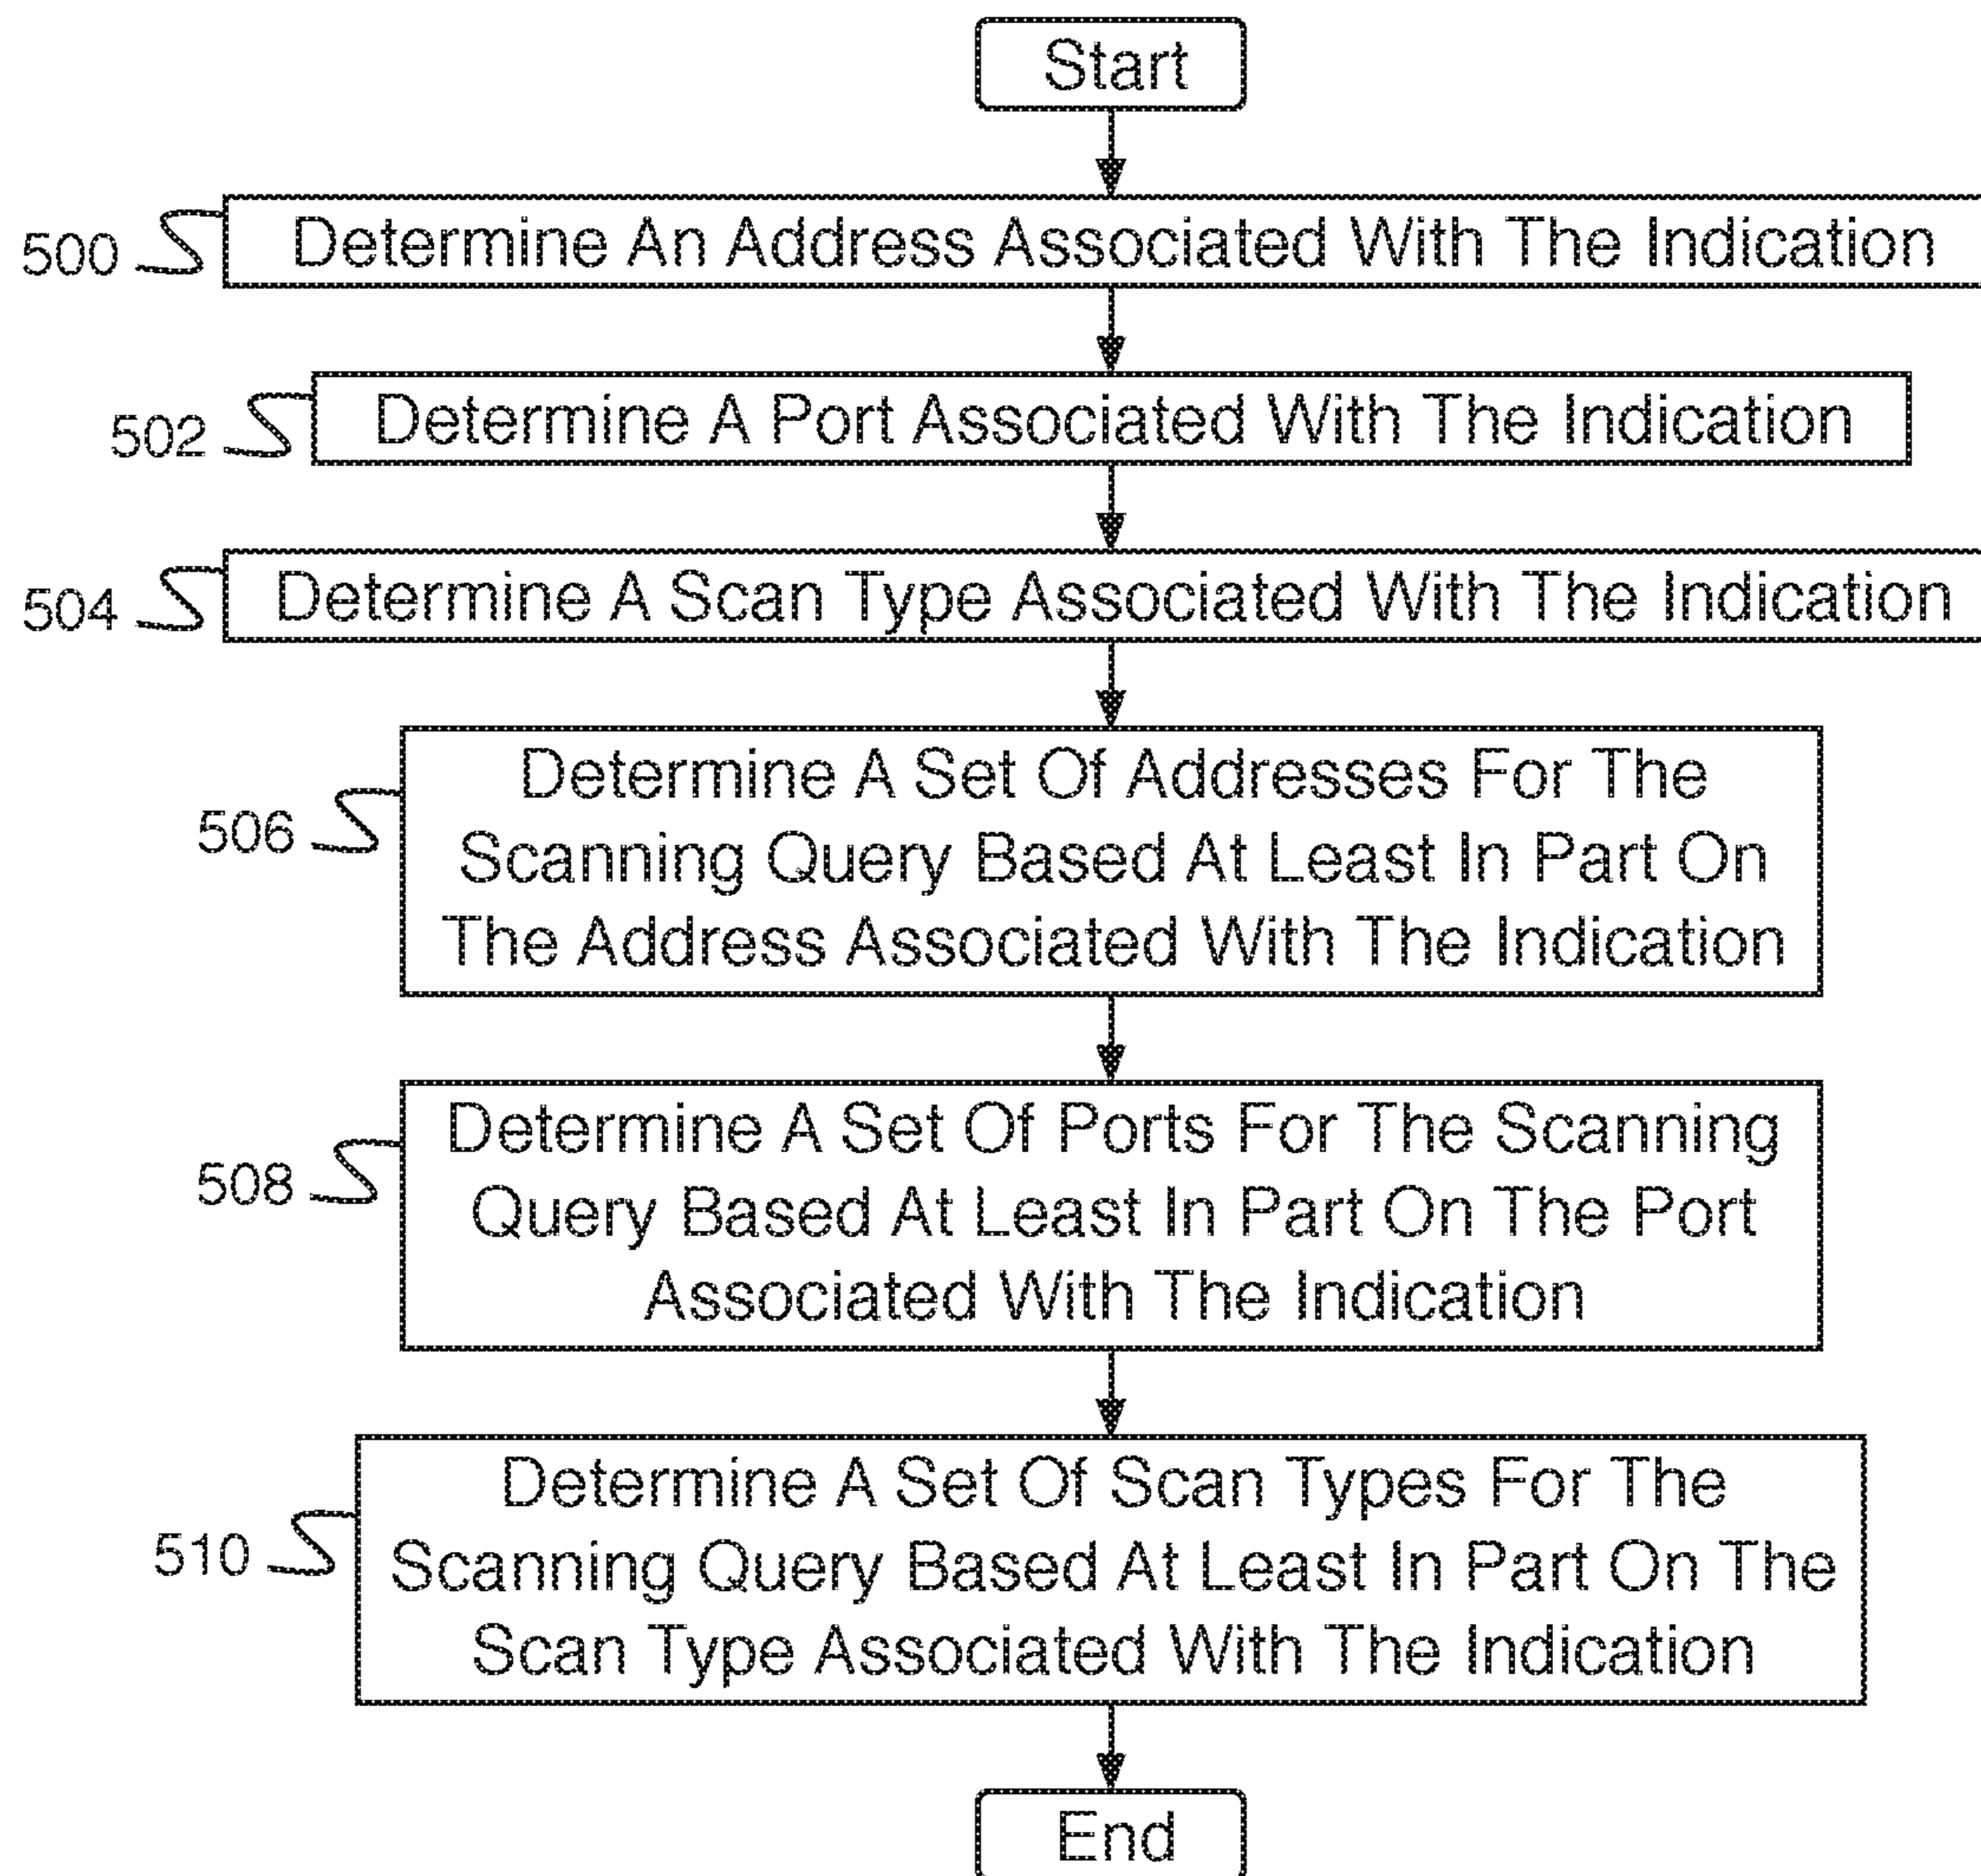 Start
500 Determine An Address Associated With The Indication
502 Determine A Port Associated With The Indication
504 Determine A Scan Type Associated With The Indication
506
Determine A Set Of Addresses For The
Scanning Query Based At Least In Part On
The Address Associated With The Indication
508
Determine A Set Of Ports For The Scanning
Query Based At Least In Part On The Port
Associated With The Indication
510
Determine A Set Of Scan Types For The
Scanning Query Based At Least In Part On The
Scan Type Associated With The Indication
End